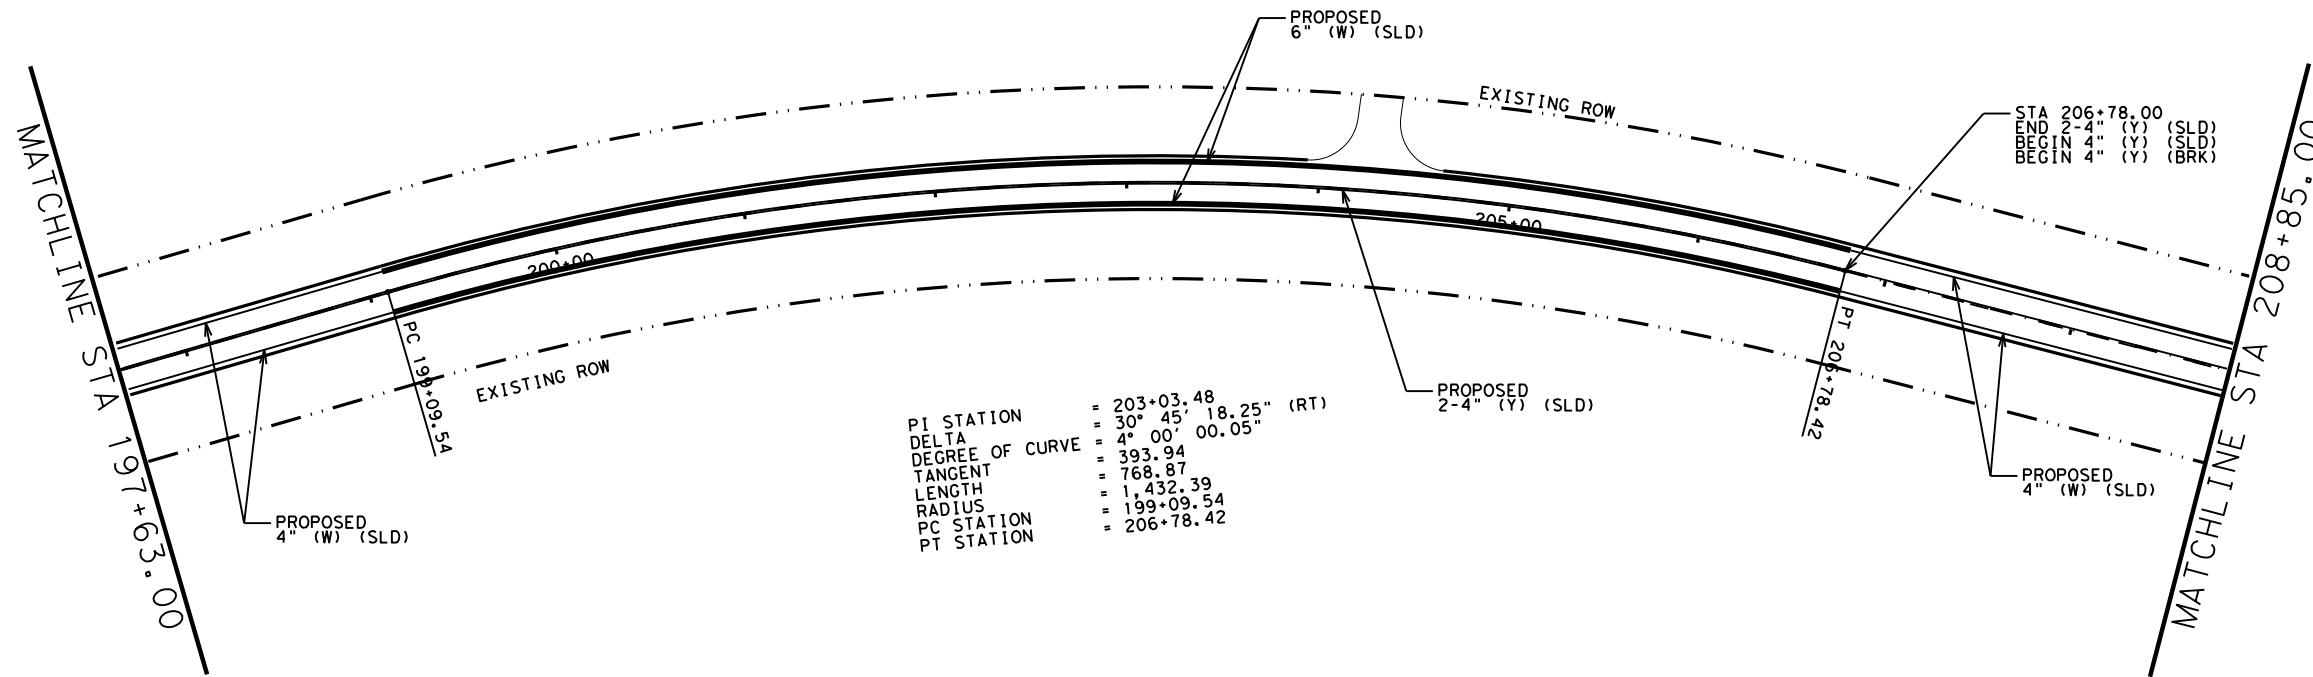 PROPOSED
6" (W) (SLD)
EXISTING ROW
STA 206+78.00
END 2-4" (Y) (SLD)
BEGIN 4" (Y) (SLD)
BEGIN 4" (Y) (BRK)
MATCHLINE STA 197+63.00
MATCHLINE STA 208+85.00
200+00
205+00
PC 199+09.54
PT 206+78.42
EXISTING ROW
PROPOSED
2-4" (Y) (SLD)
PI STATION = 203+03.48
DELTA = 30° 45' 18.25" (RT)
DEGREE OF CURVE = 4° 00' 00.05"
TANGENT = 393.94
LENGTH = 768.87
RADIUS = 1,432.39
PC STATION = 199+09.54
PT STATION = 206+78.42
PROPOSED
4" (W) (SLD)
PROPOSED
4" (W) (SLD)